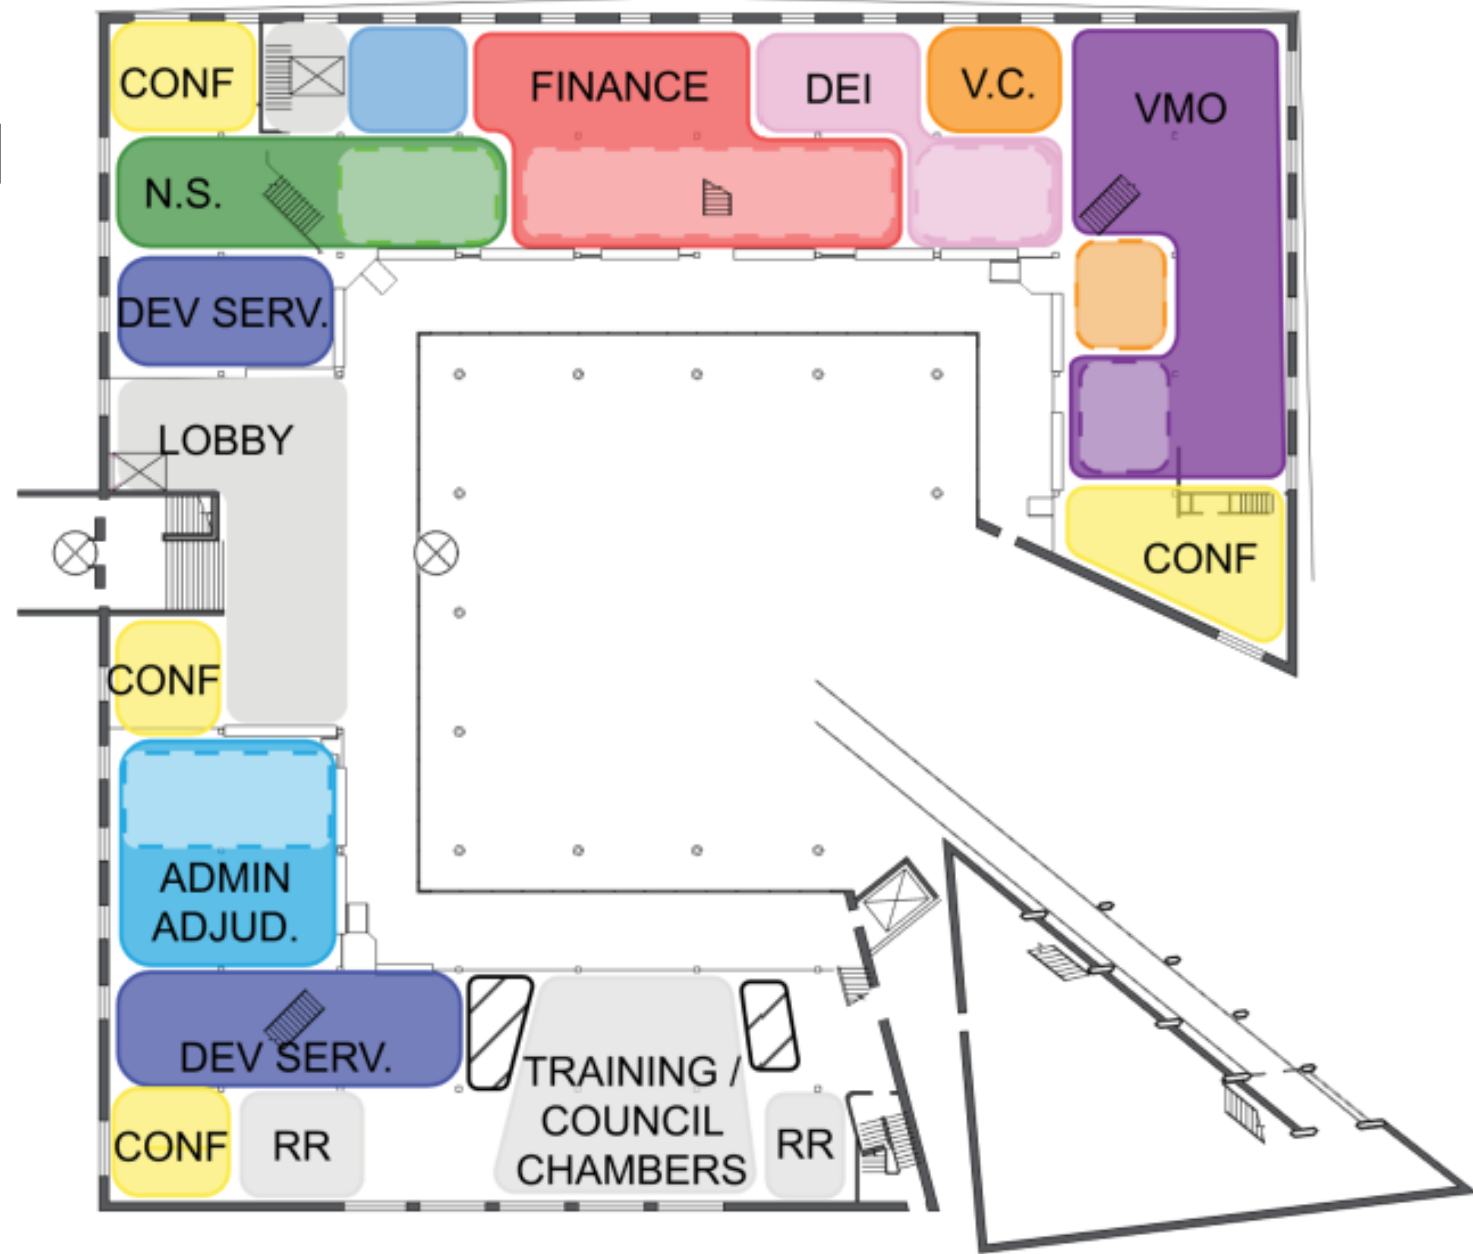 CONF
FINANCE
DEI
V.C.
VMO
N.S.
DEV SERV.
LOBBY
CONF
CONF
ADMIN
ADJUD.
DEV SERV.
TRAINING /
COUNCIL
CHAMBERS
CONF
RR
RR